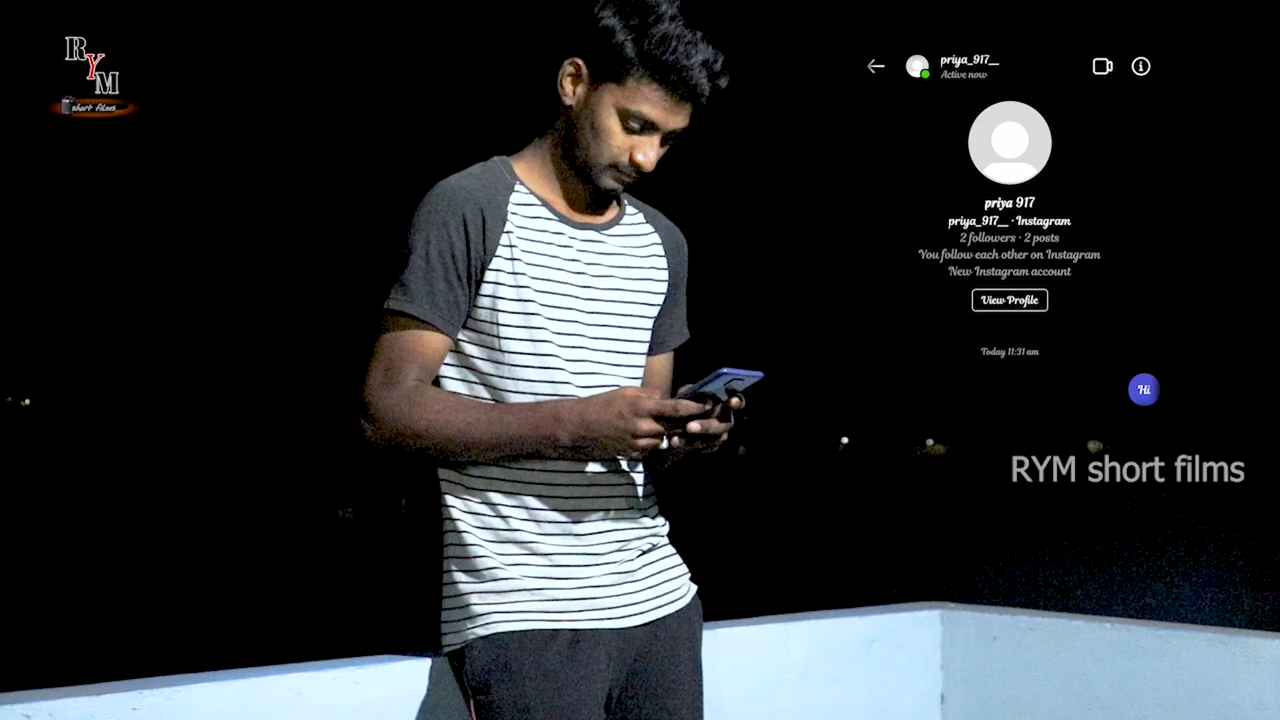 R
Y
M
short films
priya_917__
Active now
priya 917
priya_917__ · Instagram
2 followers · 2 posts
You follow each other on Instagram
New Instagram account
View Profile
Today 11:31 am
Hi
RYM short films